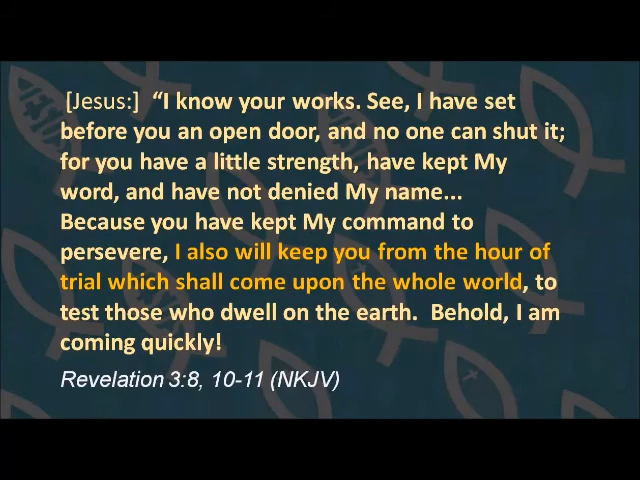 [Jesus:] “I know your works. See, I have set
before you an open door, and no one can shut it;
for you have a little strength, have kept My
word, and have not denied My name...
Because you have kept My command to
persevere, I also will keep you from the hour of
trial which shall come upon the whole world, to
test those who dwell on the earth. Behold, I am
coming quickly!
Revelation 3:8, 10-11 (NKJV)
JESUS